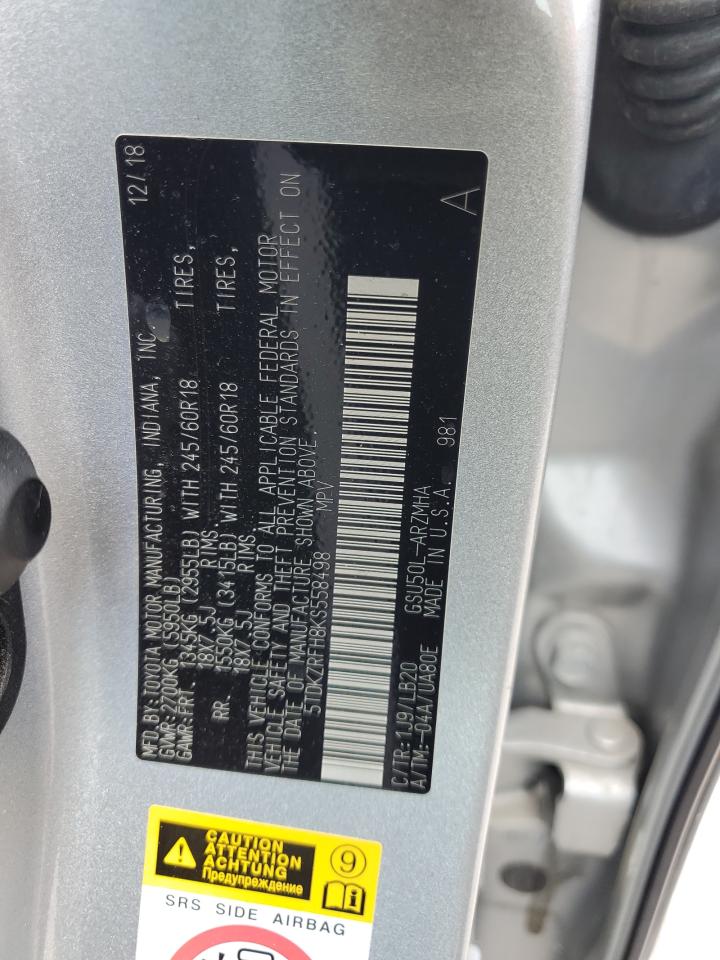 MFD.BY: TOYOTA MOTOR MANUFACTURING, INDIANA, INC. 12/18
GVWR: 2700KG (5950LB)
GAWR: FRT 1345KG (2955LB) WITH 245/60R18 TIRES,
18X7.5J RIMS,
RR. 1550KG (3415LB) WITH 245/60R18 TIRES,
18X7.5J RIMS.
THIS VEHICLE CONFORMS TO ALL APPLICABLE FEDERAL MOTOR
VEHICLE SAFETY AND THEFT PREVENTION STANDARDS IN EFFECT ON
THE DATE OF MANUFACTURE SHOWN ABOVE.
5TDKZRFH8KS558498 MPV
C/TR: 1J9/LB20 GSU50L-ARZMHA A
A/TM: -04A/UA80E MADE IN U.S.A. 981
CAUTION
ATTENTION
ACHTUNG
Предупреждение
9
SRS SIDE AIRBAG